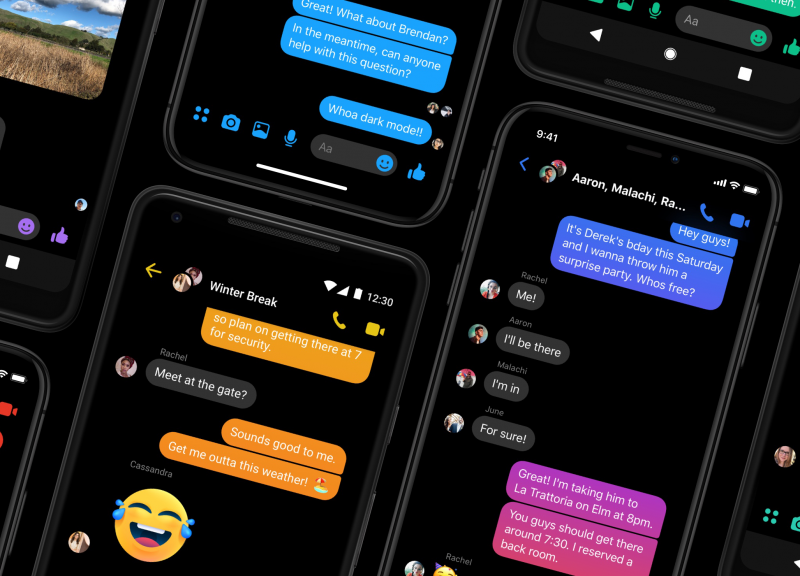 Great! What about Brendan?
In the meantime, can anyone
help with this question?
Whoa dark mode!!
Aa
then.
Aa
12:30
Winter Break
so plan on getting there at 7
for security.
Rachel
Meet at the gate?
Sounds good to me.
Get me outta this weather! 🏖️
Cassandra
9:41
Aaron, Malachi, Ra...
Hey guys!
It's Derek's bday this Saturday
and I wanna throw him a
surprise party. Whos free?
Rachel
Me!
Aaron
I'll be there
Malachi
I'm in
June
For sure!
Great! I'm taking him to
La Trattoria on Elm at 8pm.
You guys should get there
around 7:30. I reserved a
back room.
Rachel